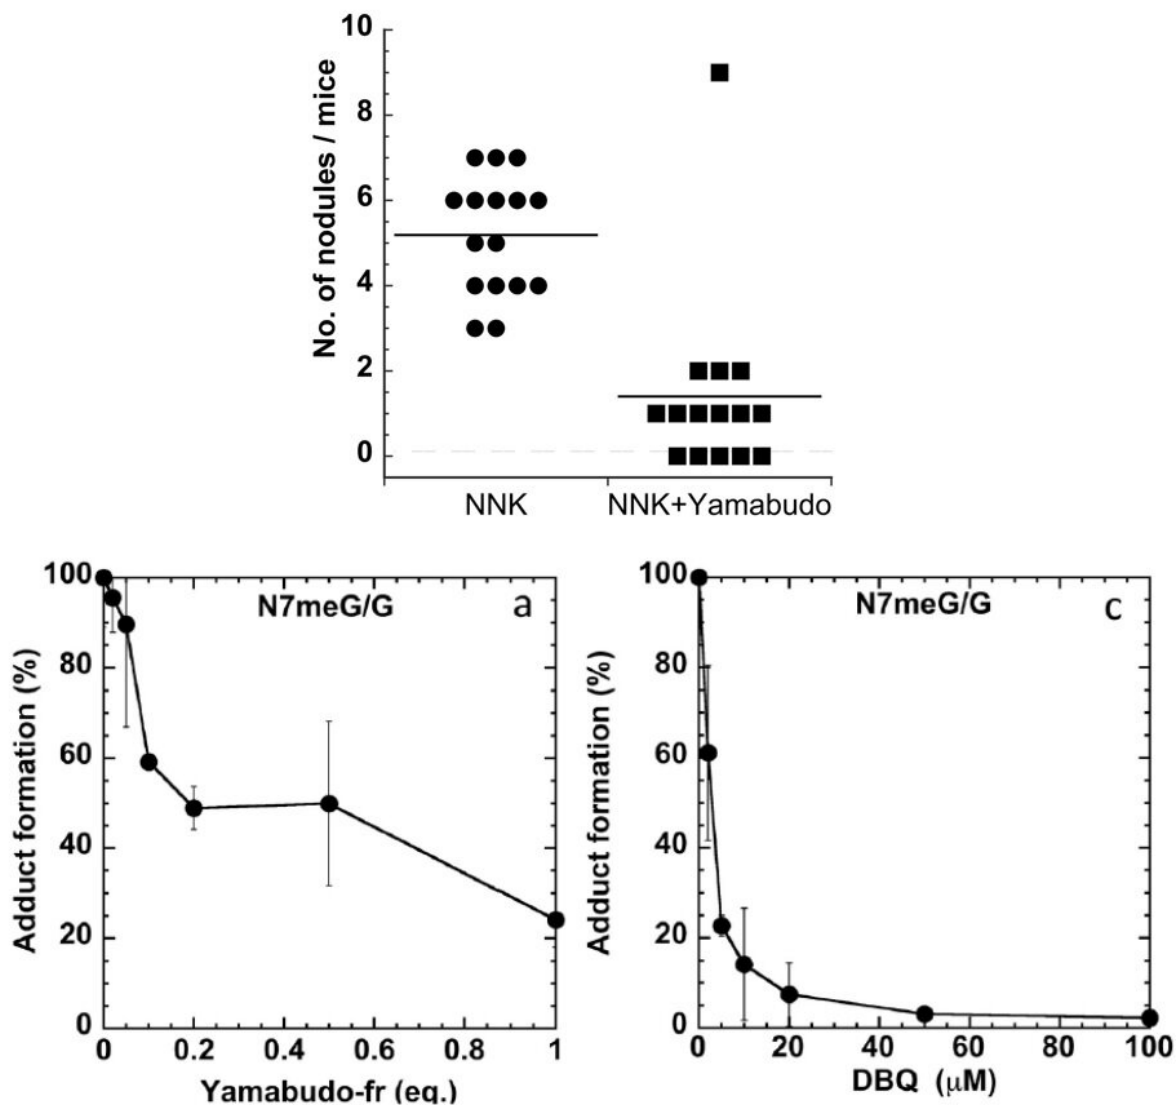 No. of nodules / mice
10
8
6
4
2
0
NNK NNK+Yamabudo
Adduct formation (%)
100
80
60
40
20
0
N7meG/G a
0 0.2 0.4 0.6 0.8 1
Yamabudo-fr (eq.)
Adduct formation (%)
100
80
60
40
20
0
N7meG/G c
0 20 40 60 80 100
DBQ (μM)